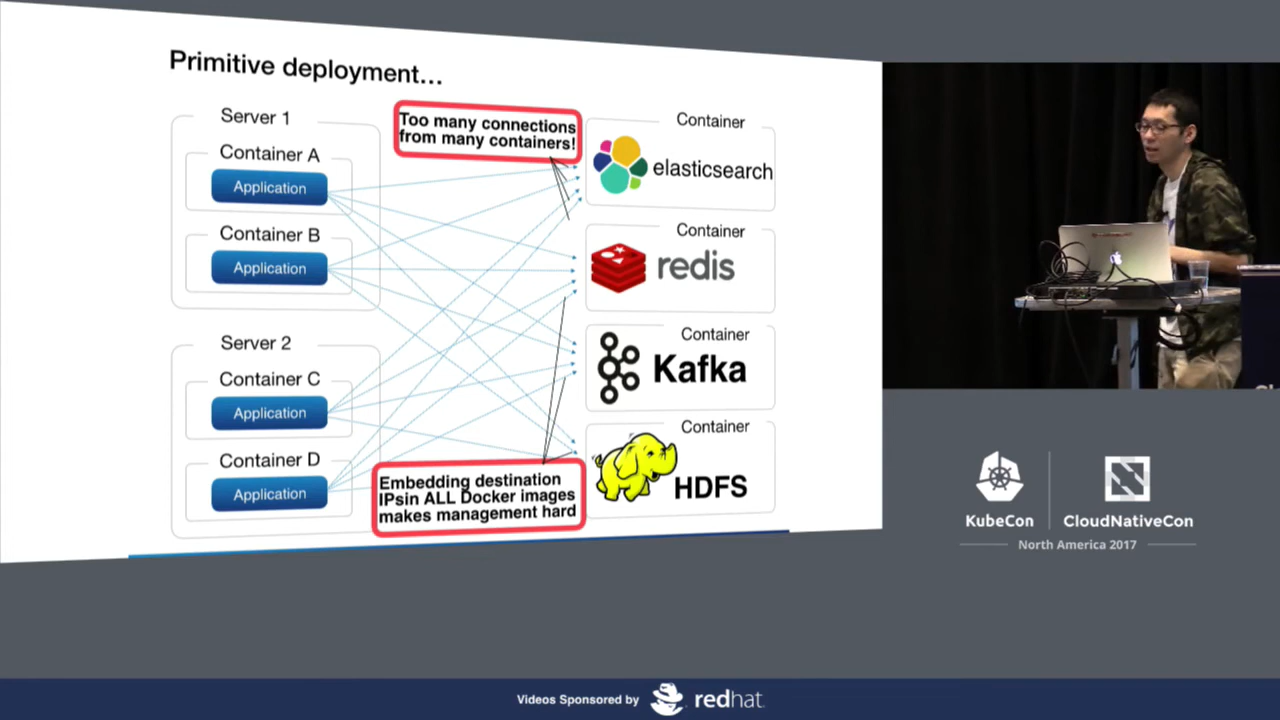 Primitive deployment...
Server 1
Container A
Application
Container B
Application
Server 2
Container C
Application
Container D
Application
Too many connections
from many containers!
Embedding destination
IPsin ALL Docker images
makes management hard
Container
elasticsearch
Container
redis
Container
Kafka
Container
HDFS
KubeCon
CloudNativeCon
North America 2017
Videos Sponsored by
redhat.